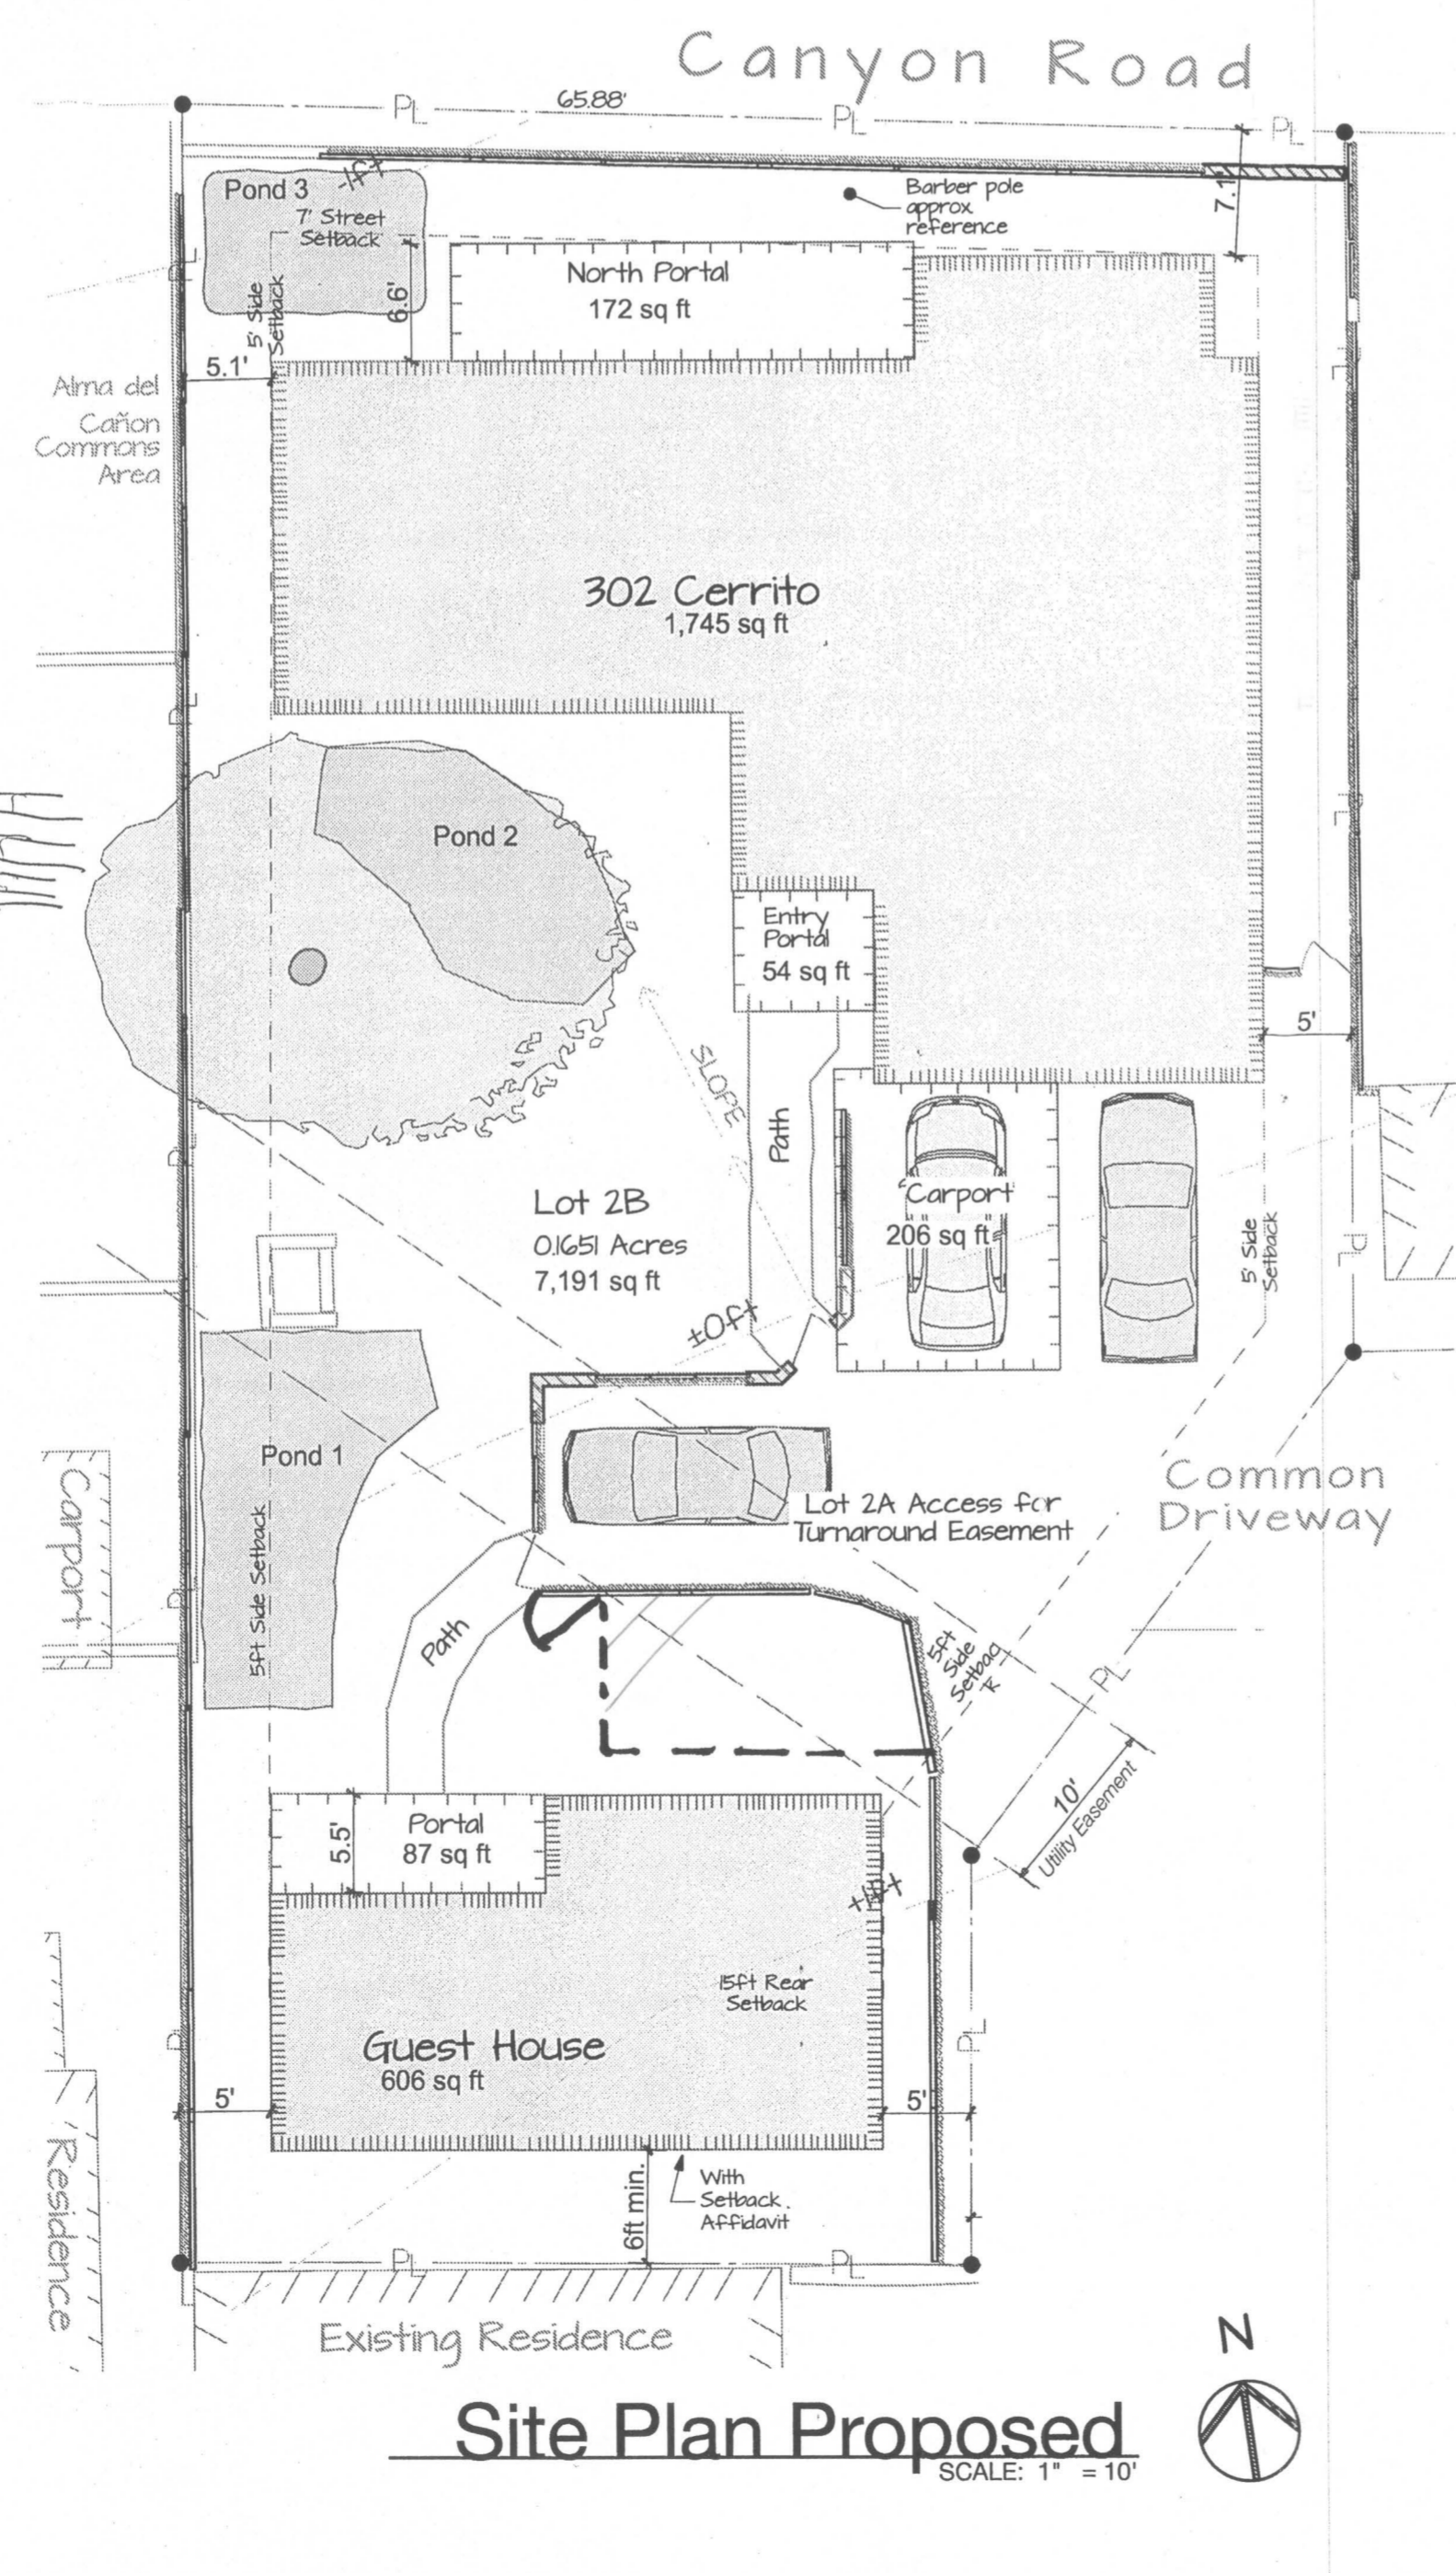 Canyon Road
PL
65.88'
PL
PL
Pond 3
-1ft
7' Street
Setback
5' Side
Setback
6.6'
5.1'
Barber pole
approx
reference
7.1'
North Portal
172 sq ft
Alma del
Cañon
Commons
Area
302 Cerrito
1,745 sq ft
Pond 2
Entry
Portal
54 sq ft
5'
SLOPE
Path
Carport
206 sq ft
5' Side
Setback
PL
Lot 2B
0.1651 Acres
7,191 sq ft
±0ft
Pond 1
5ft Side Setback
Carport
Lot 2A Access for
Turnaround Easement
Common
Driveway
Path
5ft
Side
Setbac
k
PL
10'
Utility Easement
Portal
87 sq ft
5.5'
15ft Rear
Setback
Guest House
606 sq ft
PL
5'
5'
Residence
6ft min.
With
Setback
Affidavit
PL
PL
Existing Residence
N
Site Plan Proposed
SCALE: 1" = 10'